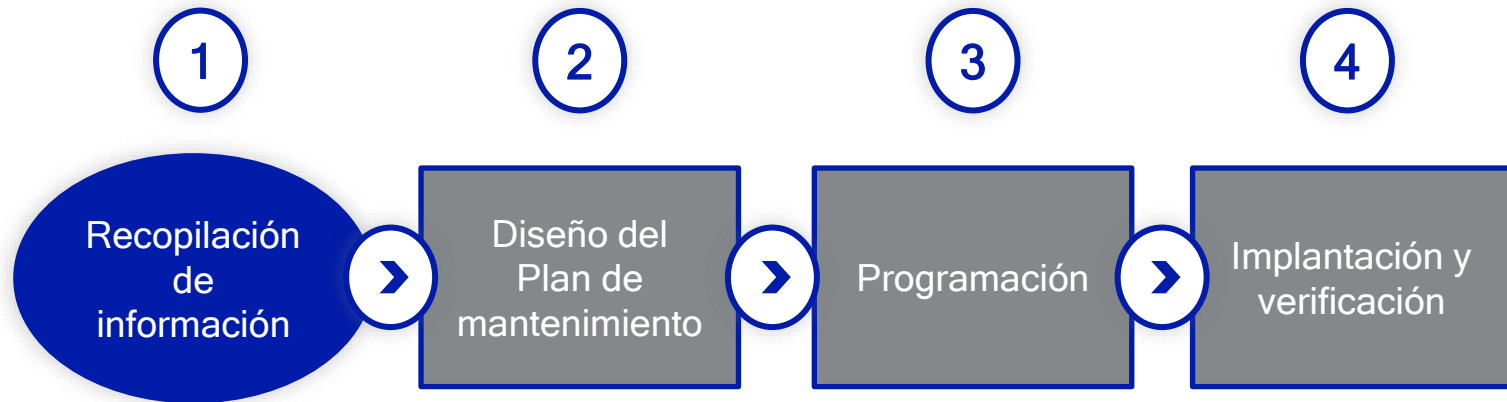 1
2
3
4
Recopilación
de
información
Diseño del
Plan de
mantenimiento
Programación
Implantación y
verificación